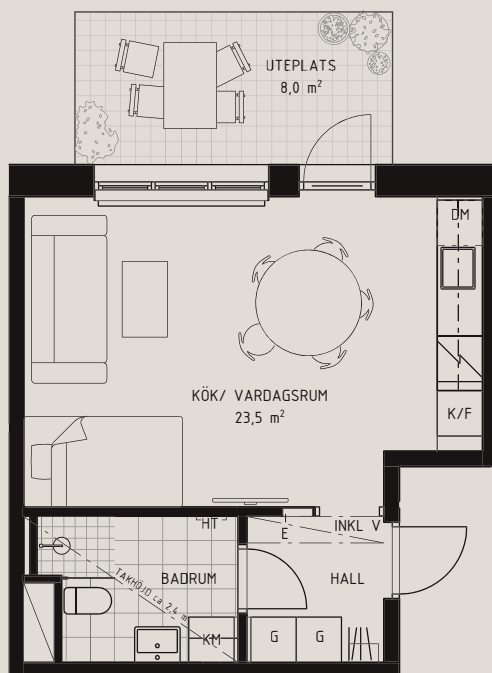 UTEPLATS
8,0 m²
DM
KÖK/ VARDAGSRUM
23,5 m²
K/F
HT
E
INKL V
TAKHÖJD ca 2,4 m
BADRUM
HALL
KM
G
G